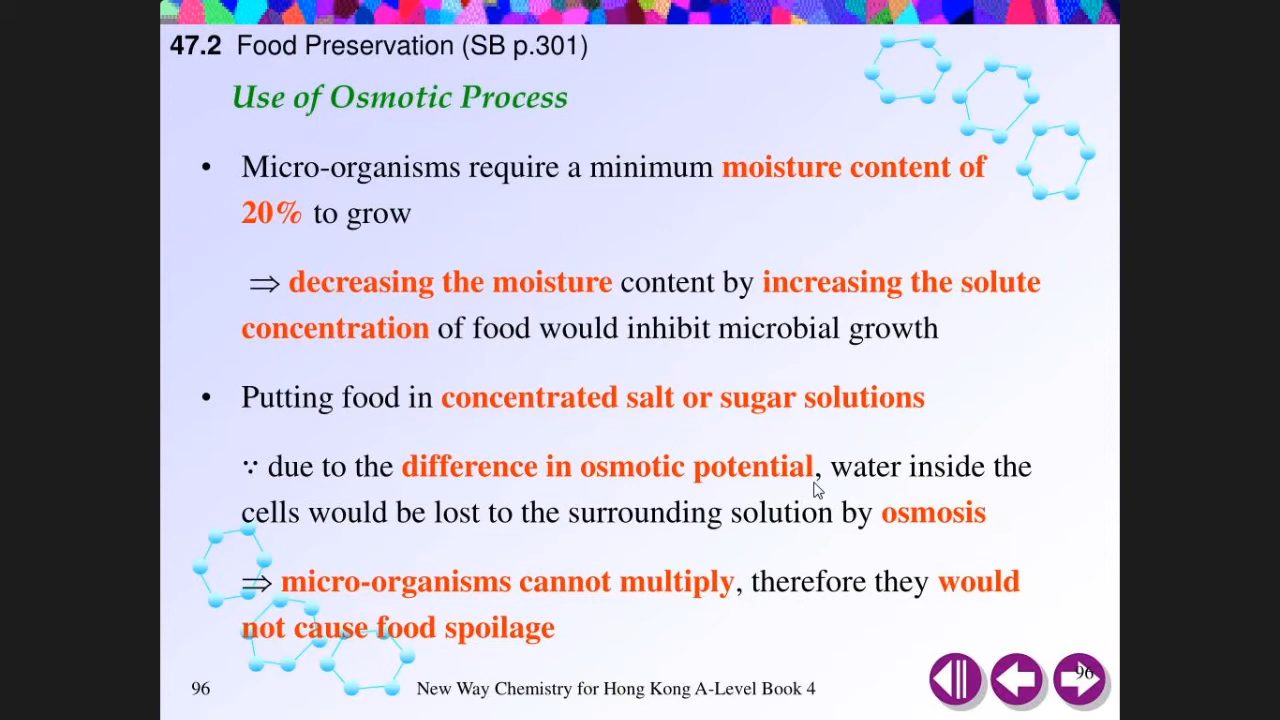 47.2 Food Preservation (SB p.301)
Use of Osmotic Process
• Micro-organisms require a minimum moisture content of
20% to grow
⇒ decreasing the moisture content by increasing the solute
concentration of food would inhibit microbial growth
• Putting food in concentrated salt or sugar solutions
∵ due to the difference in osmotic potential, water inside the
cells would be lost to the surrounding solution by osmosis
⇒ micro-organisms cannot multiply, therefore they would
not cause food spoilage
96
96 New Way Chemistry for Hong Kong A-Level Book 4